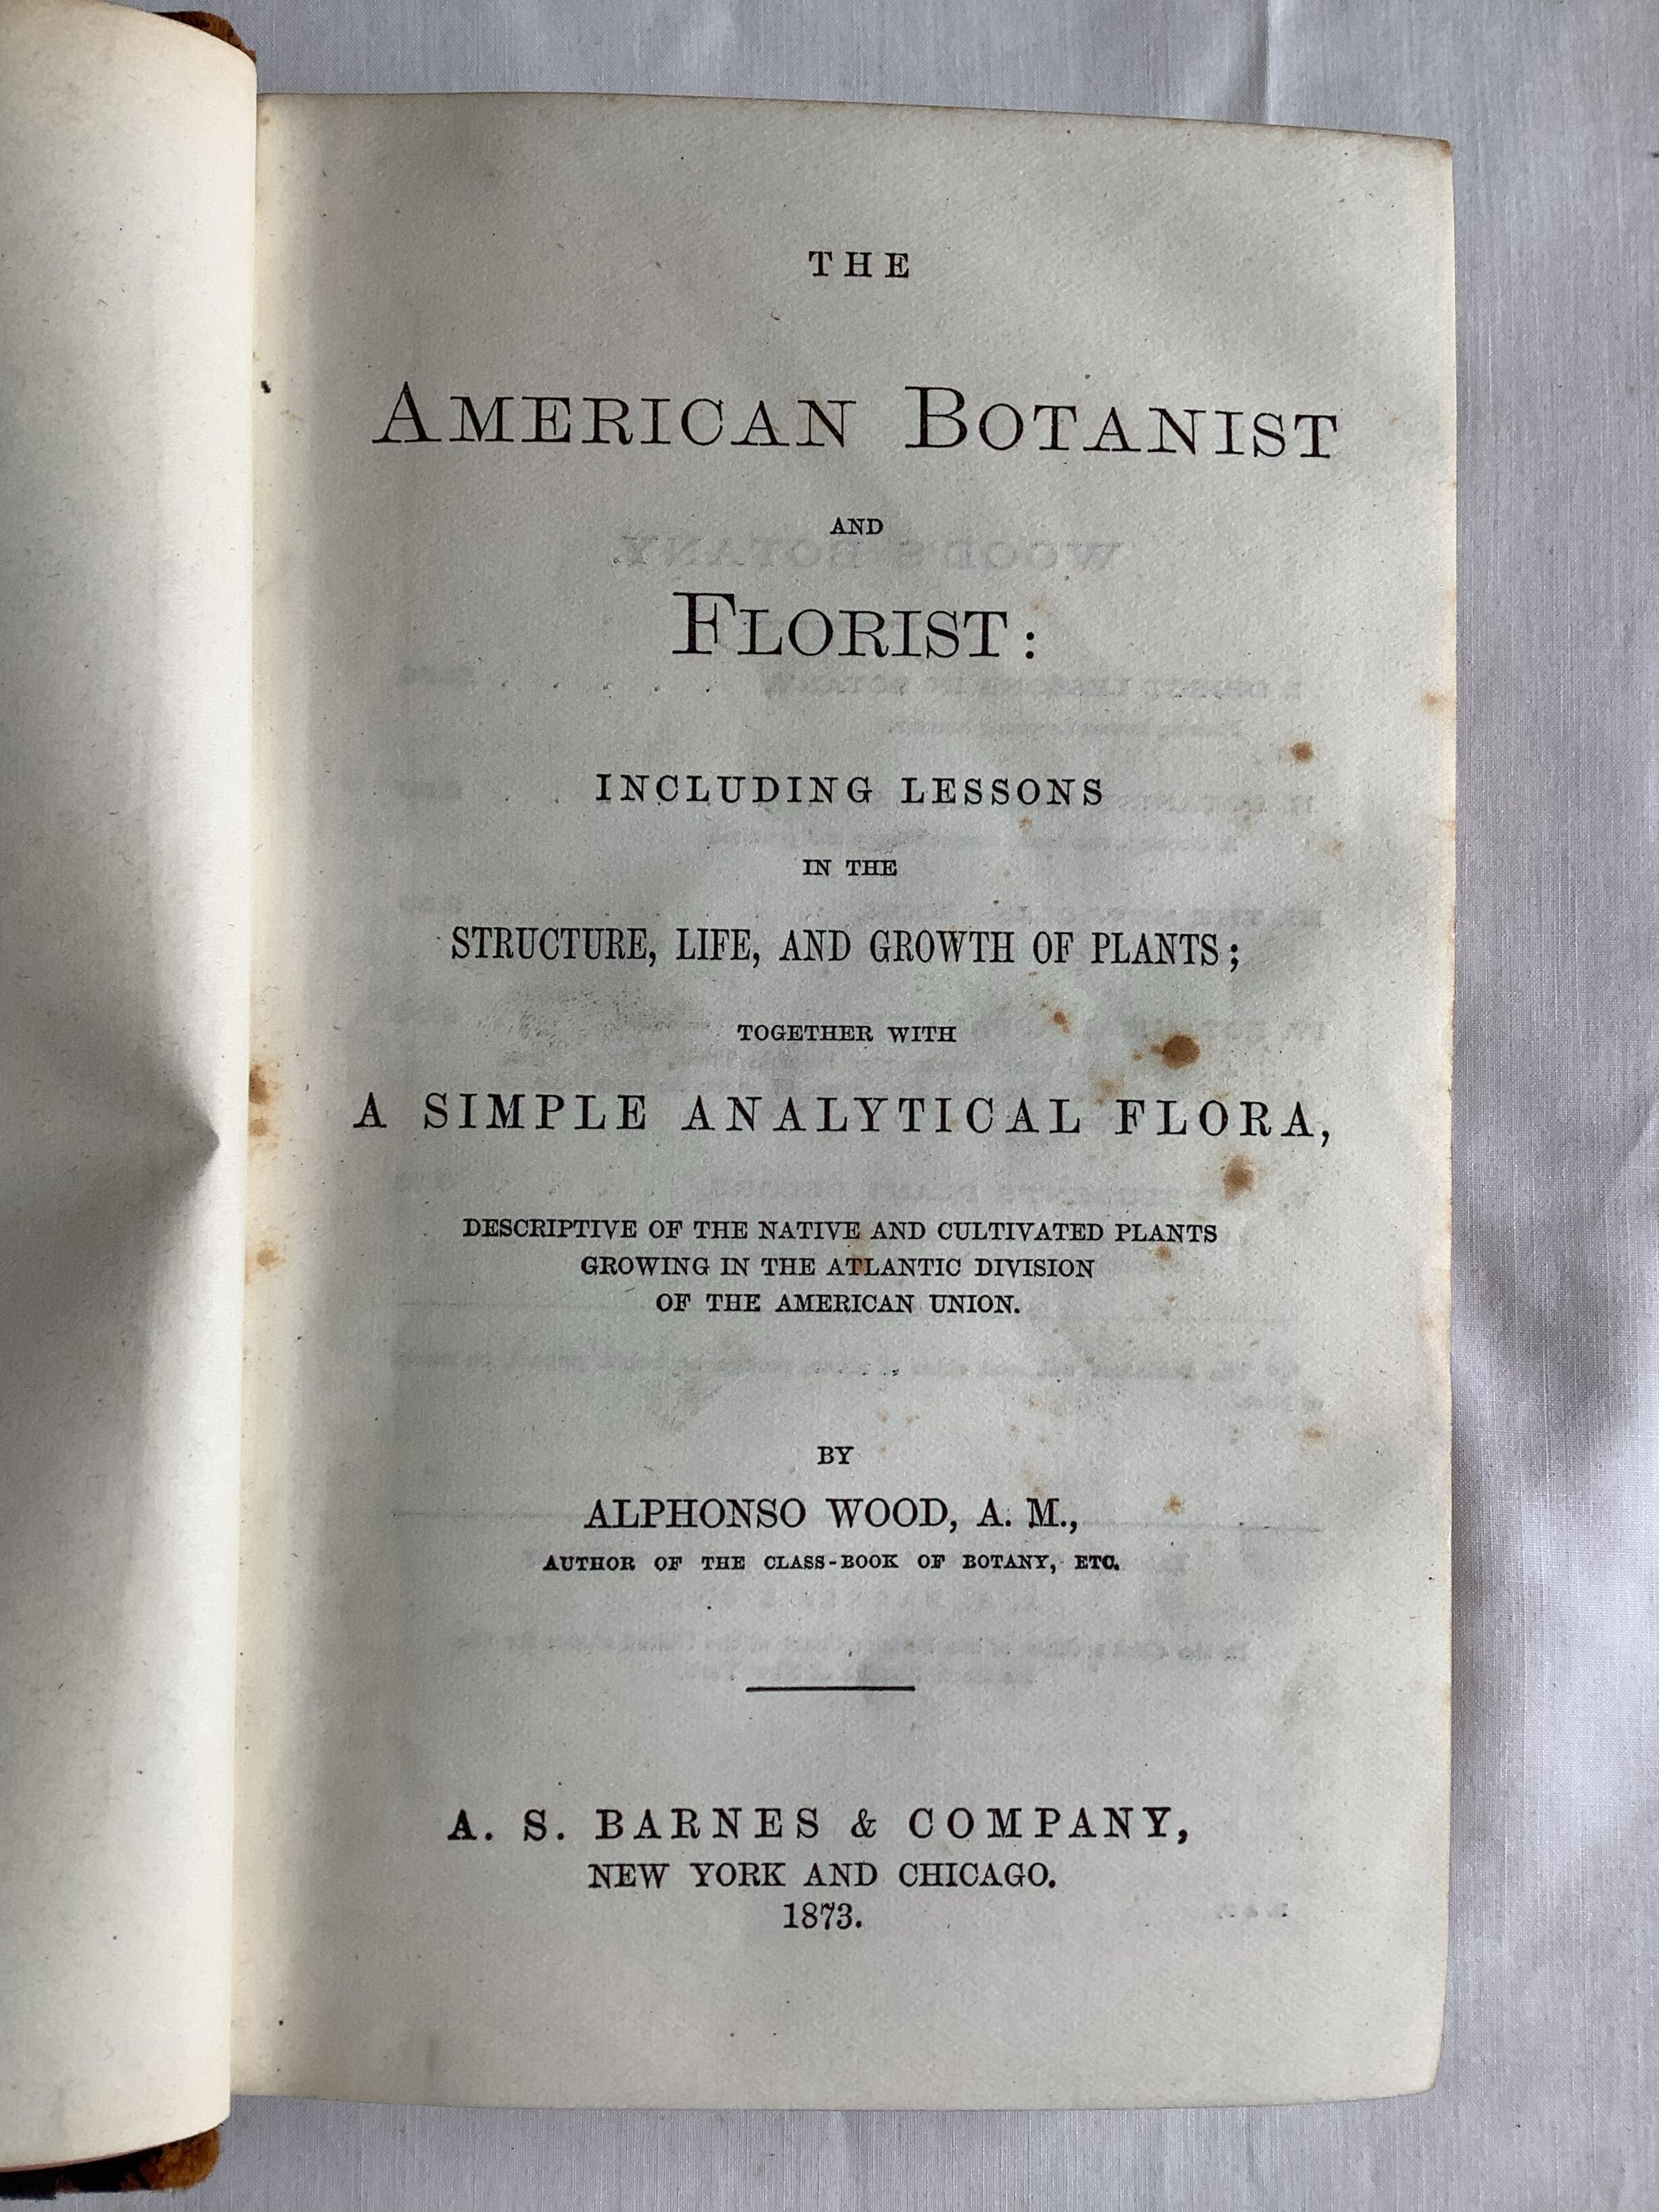 THE
AMERICAN BOTANIST
AND
FLORIST:
INCLUDING LESSONS
IN THE
STRUCTURE, LIFE, AND GROWTH OF PLANTS;
TOGETHER WITH
A SIMPLE ANALYTICAL FLORA,
DESCRIPTIVE OF THE NATIVE AND CULTIVATED PLANTS
GROWING IN THE ATLANTIC DIVISION
OF THE AMERICAN UNION.
BY
ALPHONSO WOOD, A. M.,
AUTHOR OF THE CLASS-BOOK OF BOTANY, ETC.
A. S. BARNES & COMPANY,
NEW YORK AND CHICAGO.
1873.